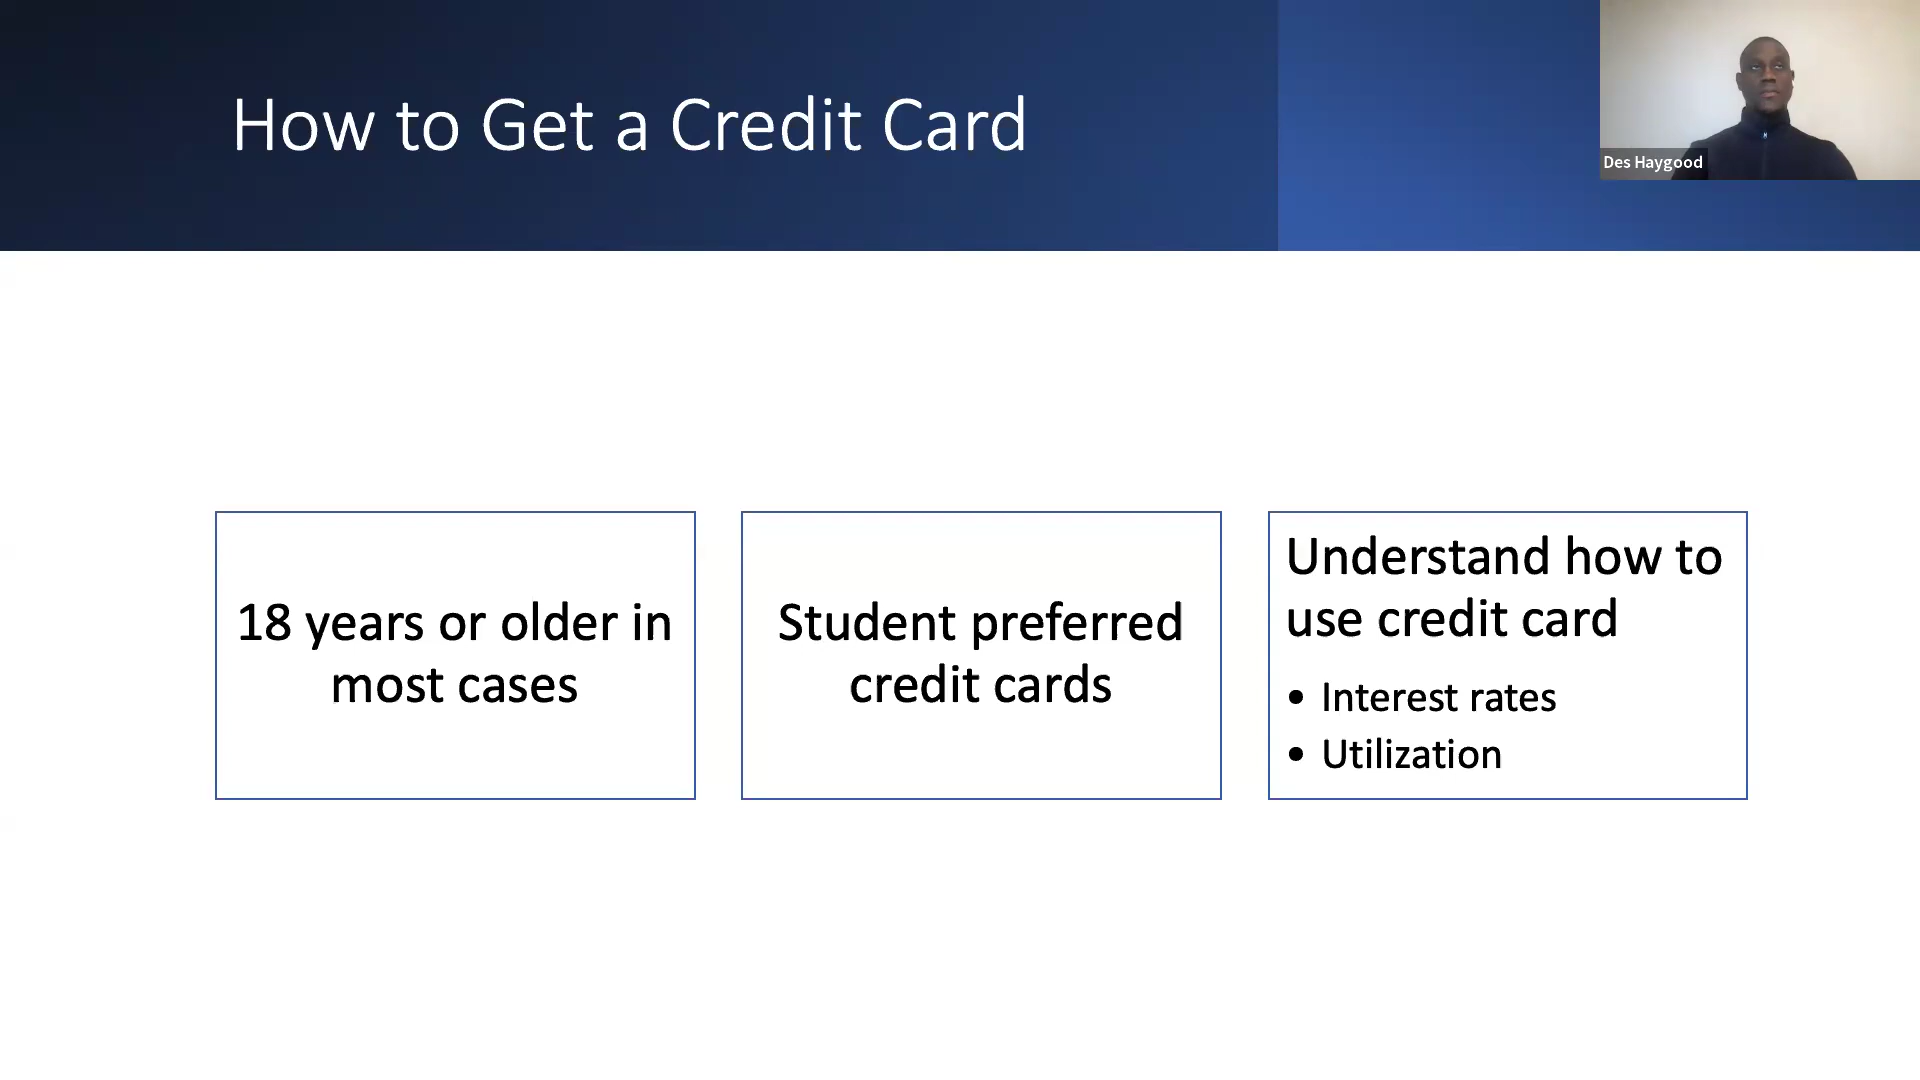 How to Get a Credit Card
Des Haygood
18 years or older in
most cases
Student preferred
credit cards
Understand how to
use credit card
• Interest rates
• Utilization